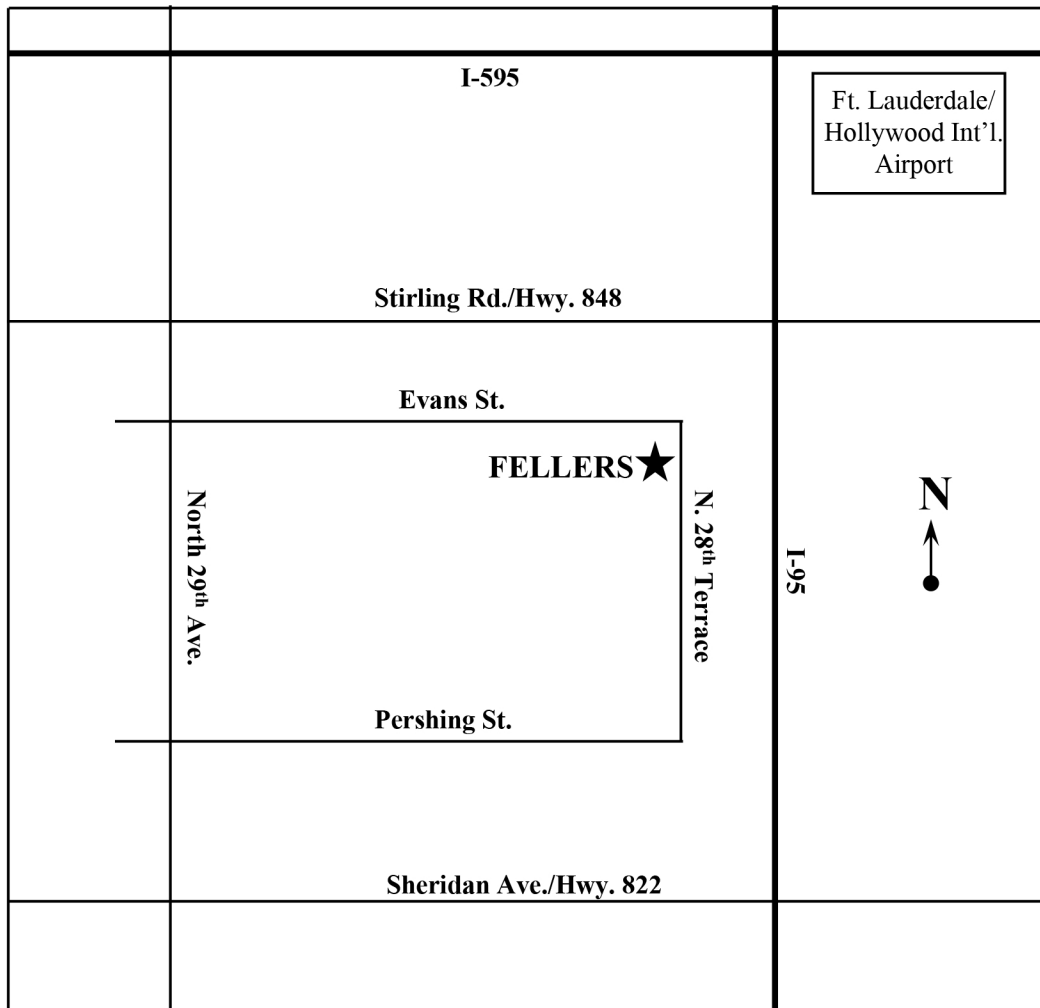 I-595
Ft. Lauderdale/
Hollywood Int’l.
Airport
Stirling Rd./Hwy. 848
Evans St.
FELLERS
North 29th Ave.
N. 28th Terrace
I-95
N
Pershing St.
Sheridan Ave./Hwy. 822